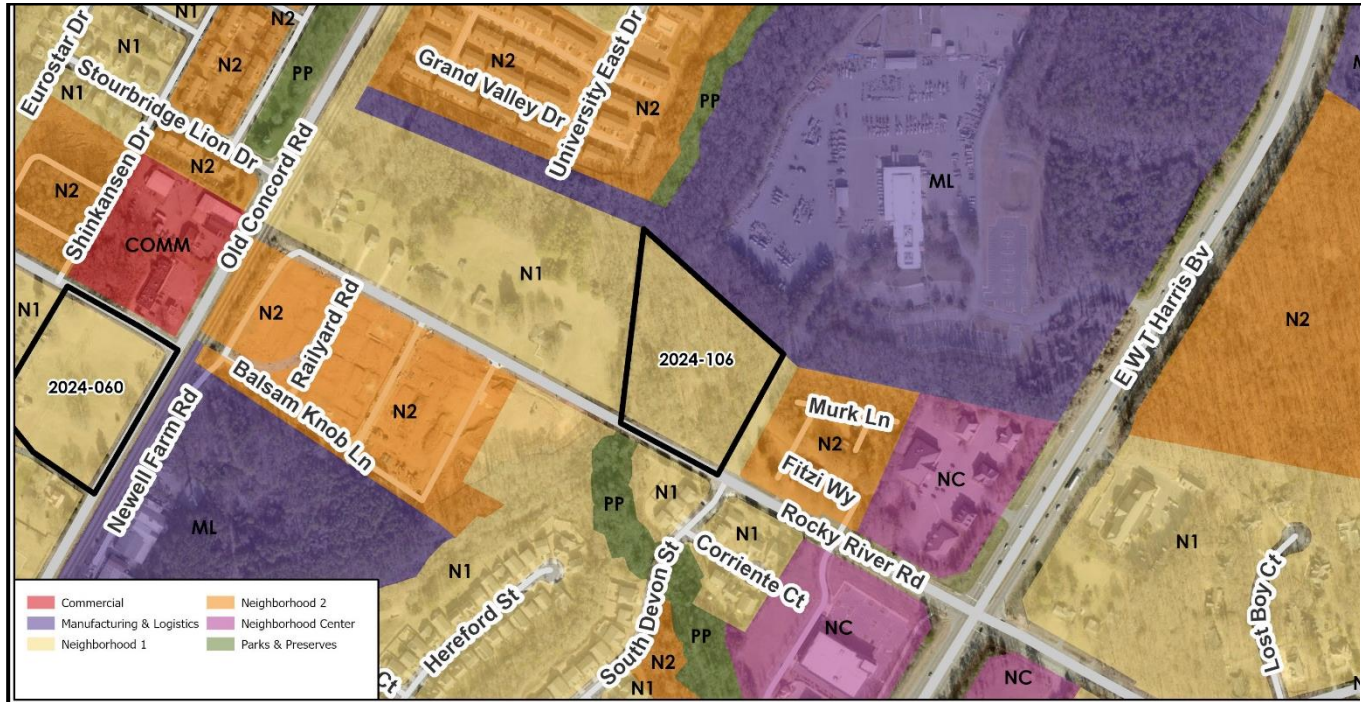 N1
N2
Eurostar Dr
N1
N2
PP
N2
Grand Valley Dr
University East Dr
N2
PP
N1
Stourbridge Lion Dr
N2
Shinkansen Dr
N2
Old Concord Rd
ML
COMM
N1
E W T Harris Bv
N2
N1
N2
Railyard Rd
2024-060
2024-106
Balsam Knob Ln
N2
Murk Ln
N2
Fitzi Wy
NC
Newell Farm Rd
ML
PP
N1
N1
Rocky River Rd
N1
N1
Corriente Ct
Hereford St
South Devon St
PP
NC
Lost Boy Ct
N2
N1
NC
Ct
Commercial
Neighborhood 2
Manufacturing & Logistics
Neighborhood Center
Neighborhood 1
Parks & Preserves